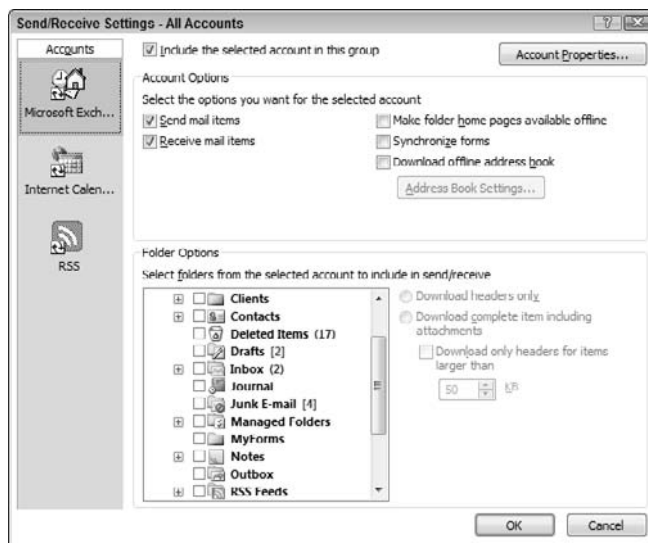 Send/Receive Settings - All Accounts
Accounts
Microsoft Exch...
Internet Calen...
RSS
Include the selected account in this group
Account Properties...
Account Options
Select the options you want for the selected account
Send mail items
Make folder home pages available offline
Receive mail items
Synchronize forms
Download offline address book
Address Book Settings...
Folder Options
Select folders from the selected account to include in send/receive
Clients
Contacts
Deleted Items (17)
Drafts [2]
Inbox (2)
Journal
Junk E-mail [4]
Managed Folders
MyForms
Notes
Outbox
RSS Feeds
Download headers only
Download complete item including
attachments
Download only headers for items
larger than
50 KB
OK
Cancel